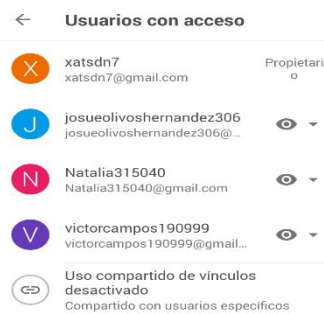 Usuarios con acceso
X
xatsdn7
xatsdn7@gmail.com
Propietari
o
J
josueolivoshernandez306
josueolivoshernandez306@...
N
Natalia315040
Natalia315040@gmail.com
V
victorcampos190999
victorcampos190999@gmail...
Uso compartido de vínculos
desactivado
Compartido con usuarios específicos